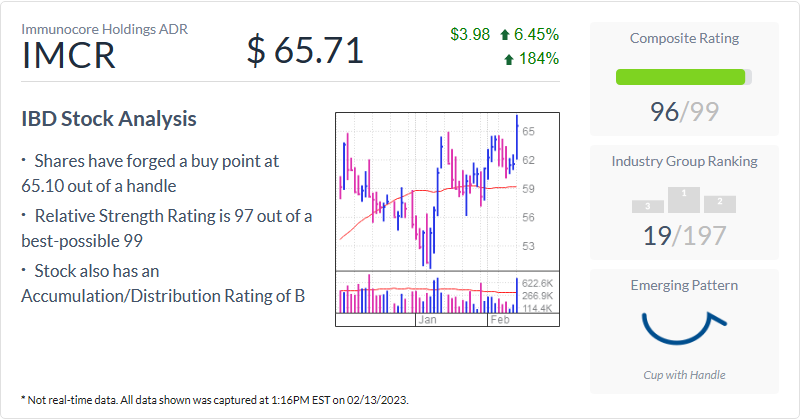 Immunocore Holdings ADR
IMCR
$ 65.71
$3.98 6.45%
184%
IBD Stock Analysis
· Shares have forged a buy point at
65.10 out of a handle
· Relative Strength Rating is 97 out of a
best-possible 99
· Stock also has an
Accumulation/Distribution Rating of B
65
62
59
56
53
622.6K
266.9K
114.4K
Jan Feb
Composite Rating
96/99
Industry Group Ranking
3 1 2
19/197
Emerging Pattern
Cup with Handle
* Not real-time data. All data shown was captured at 1:16PM EST on 02/13/2023.